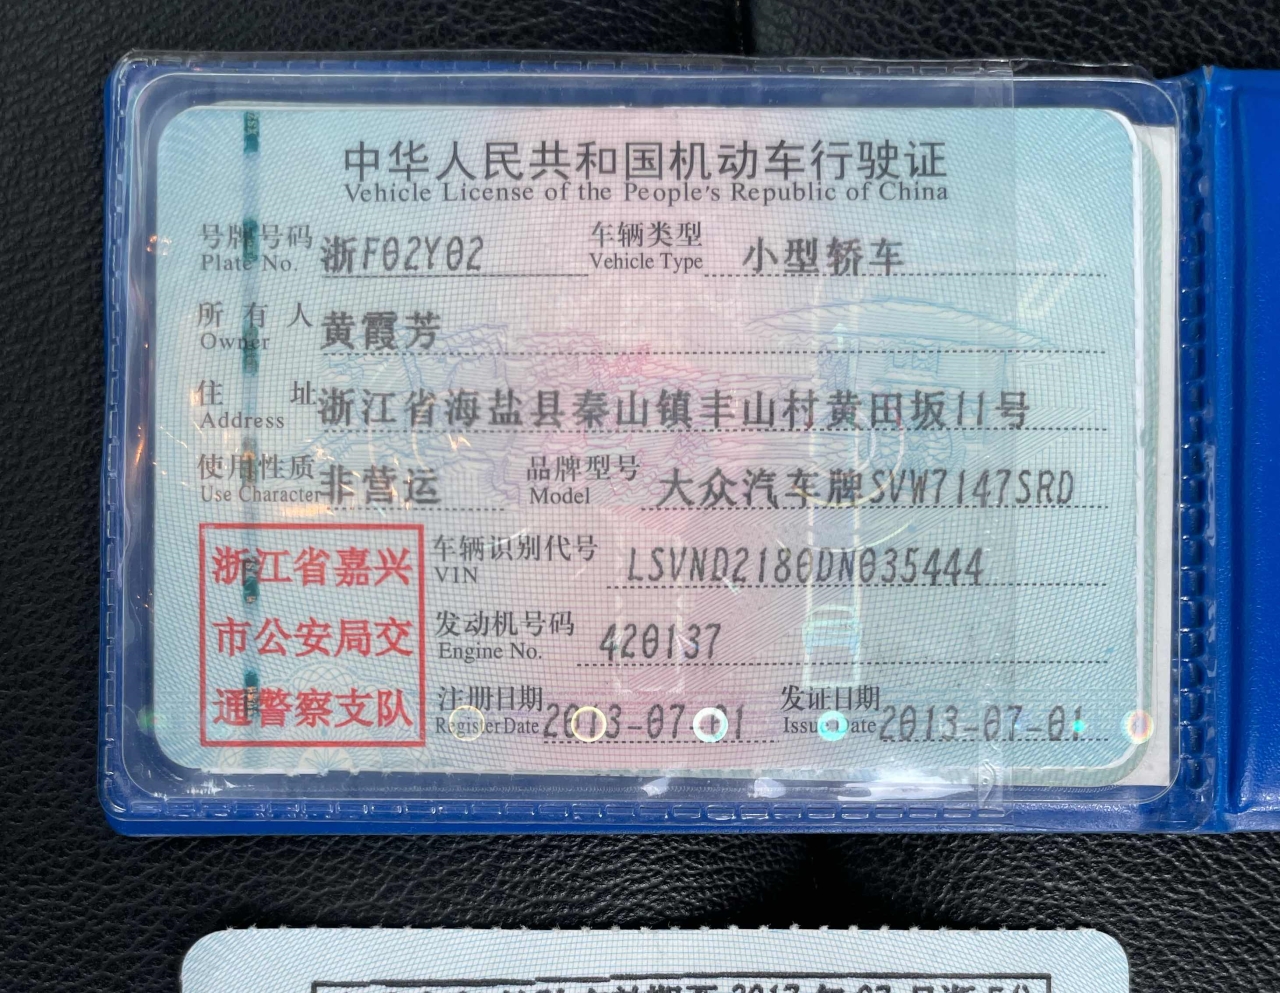 中华人民共和国机动车行驶证
Vehicle License of the People's Republic of China
号牌号码 浙F02Y02 车辆类型 小型轿车
Plate No. Vehicle Type
所有人 黄霞芳
Owner
住址 浙江省海盐县秦山镇丰山村黄田坂11号
Address
使用性质 非营运 品牌型号 大众汽车牌SVW7147SRD
Use Character Model
浙江省嘉兴
市公安局交
通警察支队
车辆识别代号 LSVND2180DN035444
VIN
发动机号码 420137
Engine No.
注册日期 2013-07-01 发证日期 2013-07-01
Register Date Issue Date